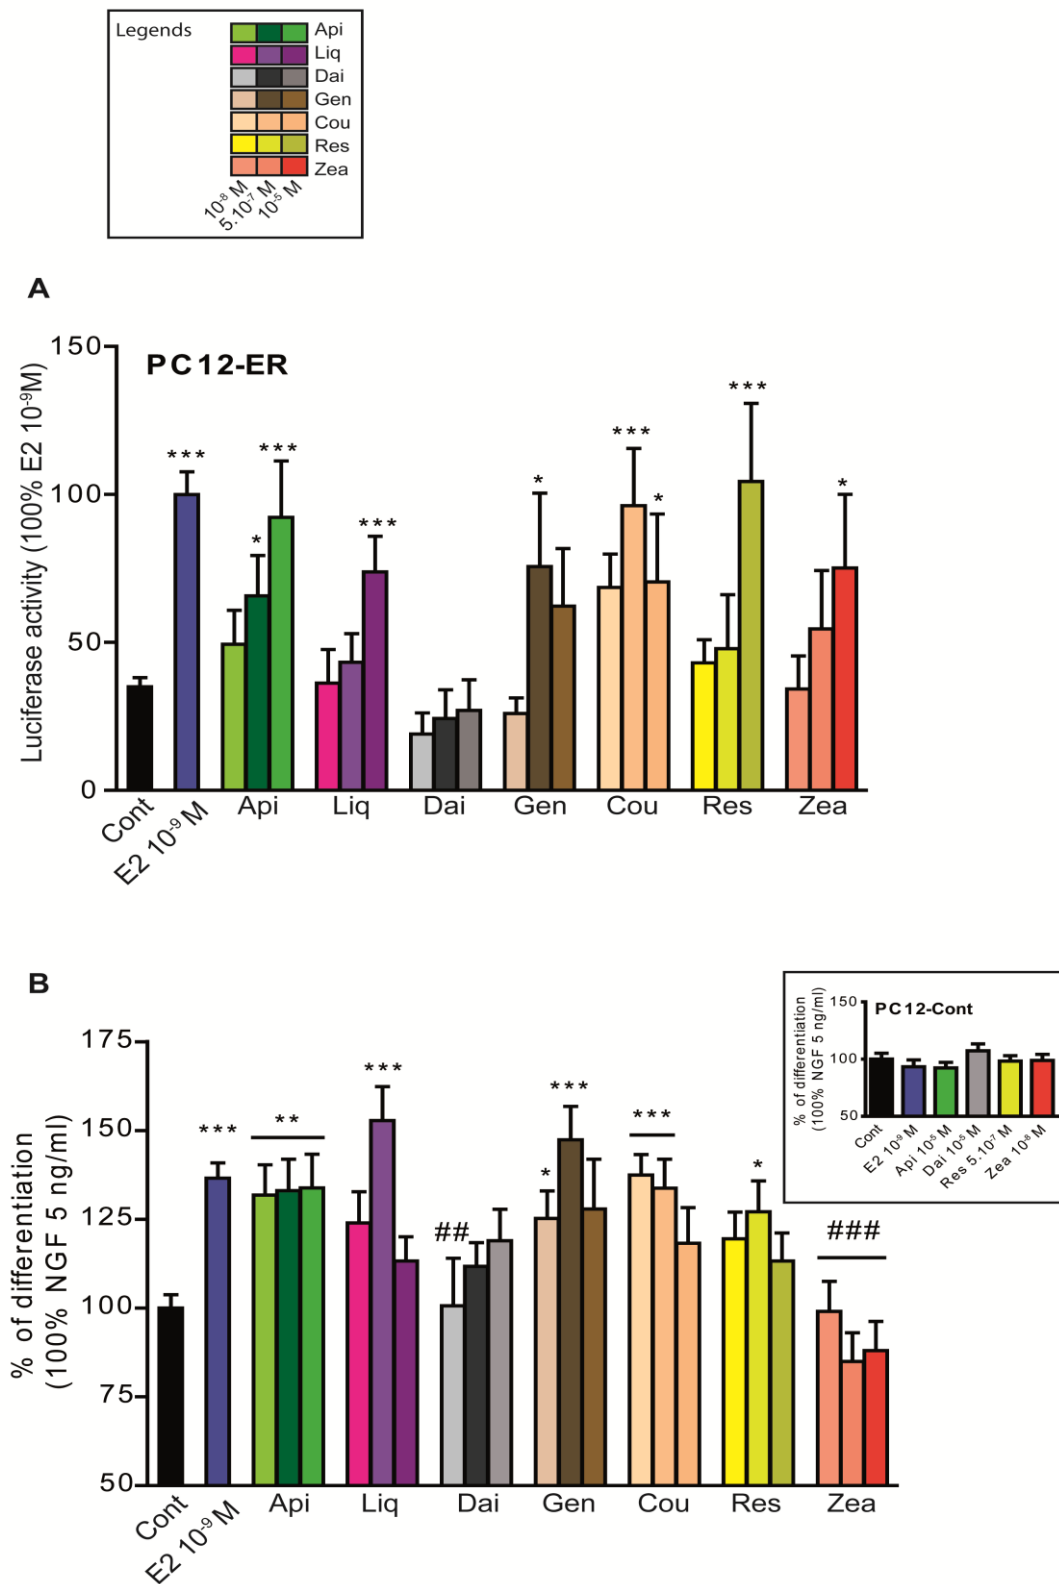 Legends
Api
Liq
Dai
Gen
Cou
Res
Zea
10⁻⁸ M
5.10⁻⁷ M
10⁻⁵ M
A
PC12-ER
Luciferase activity (100% E2 10⁻⁹M)
150
100
50
0
***
*
***
***
*
***
*
***
*
Cont
E2 10⁻⁹ M
Api
Liq
Dai
Gen
Cou
Res
Zea
B
% of differentiation
(100% NGF 5 ng/ml)
175
150
125
100
75
50
***
**
***
##
*
***
***
*
###
Cont
E2 10⁻⁹ M
Api
Liq
Dai
Gen
Cou
Res
Zea
PC12-Cont
% of differentiation
(100% NGF 5 ng/ml)
150
100
50
Cont
E2 10⁻⁹ M
Api 10⁻⁵ M
Dai 10⁻⁵ M
Res 5.10⁻⁷ M
Zea 10⁻⁸ M